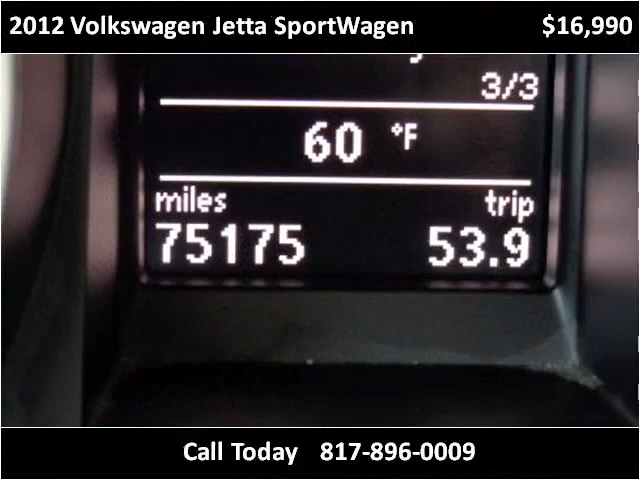 2012 Volkswagen Jetta SportWagen $16,990
3/3
60 °F
miles trip
75175 53.9
Call Today 817-896-0009